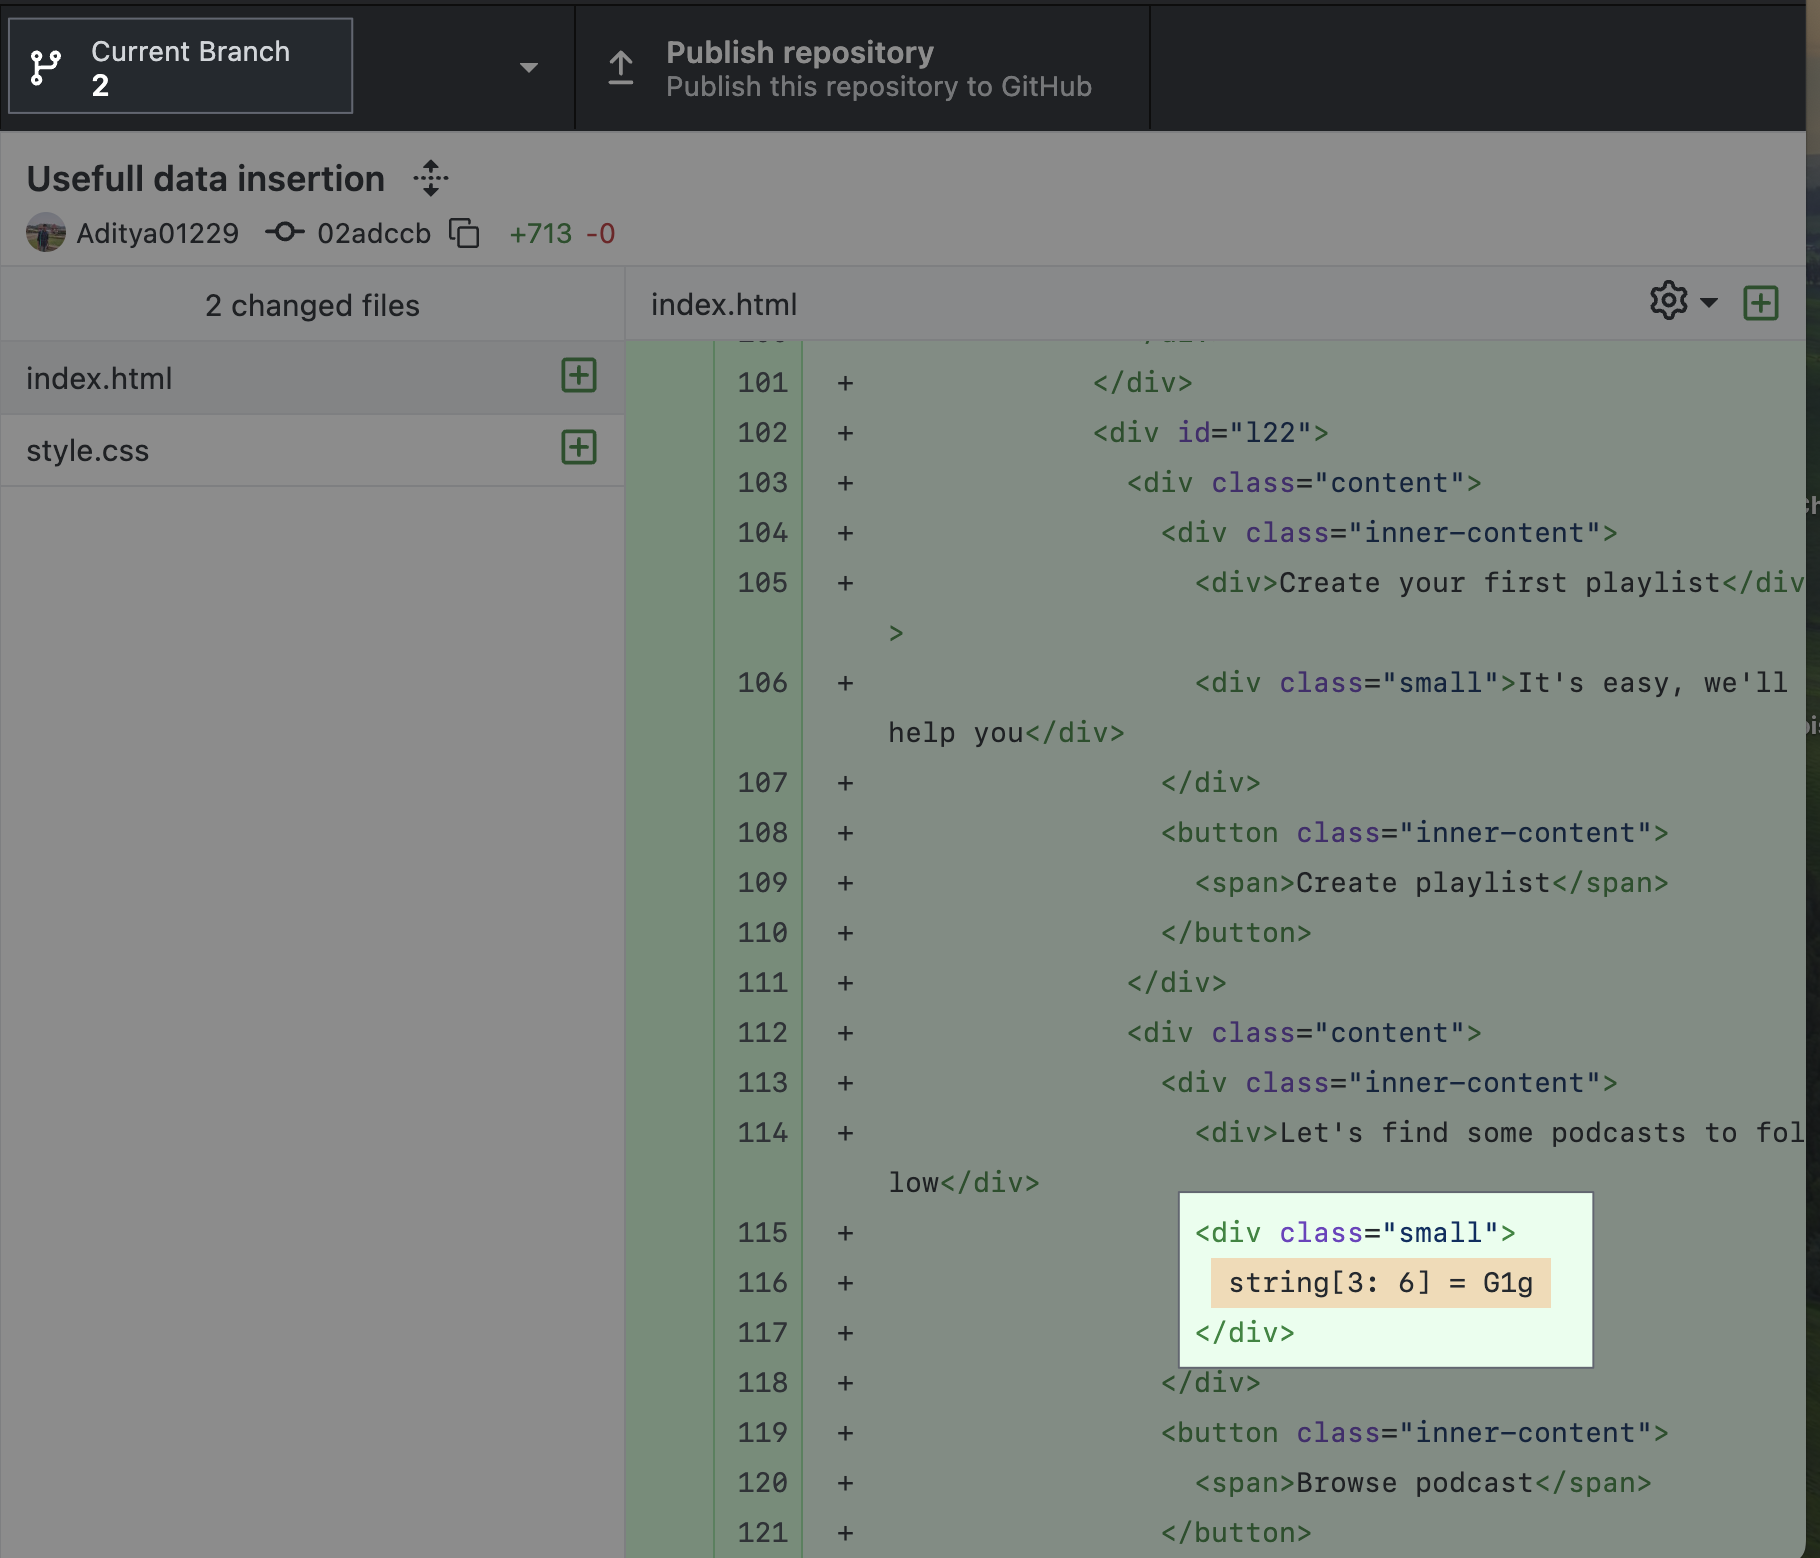 Current Branch
2
Publish repository
Publish this repository to GitHub
Usefull data insertion
Aditya01229 02adccb +713 -0
2 changed files
index.html
style.css
index.html
101 + </div>
102 + <div id="l22">
103 + <div class="content">
104 + <div class="inner-content">
105 + <div>Create your first playlist</div
>
106 + <div class="small">It's easy, we'll
help you</div>
107 + </div>
108 + <button class="inner-content">
109 + <span>Create playlist</span>
110 + </button>
111 + </div>
112 + <div class="content">
113 + <div class="inner-content">
114 + <div>Let's find some podcasts to fol
low</div>
115 + <div class="small">
116 + string[3: 6] = G1g
117 + </div>
118 + </div>
119 + <button class="inner-content">
120 + <span>Browse podcast</span>
121 + </button>